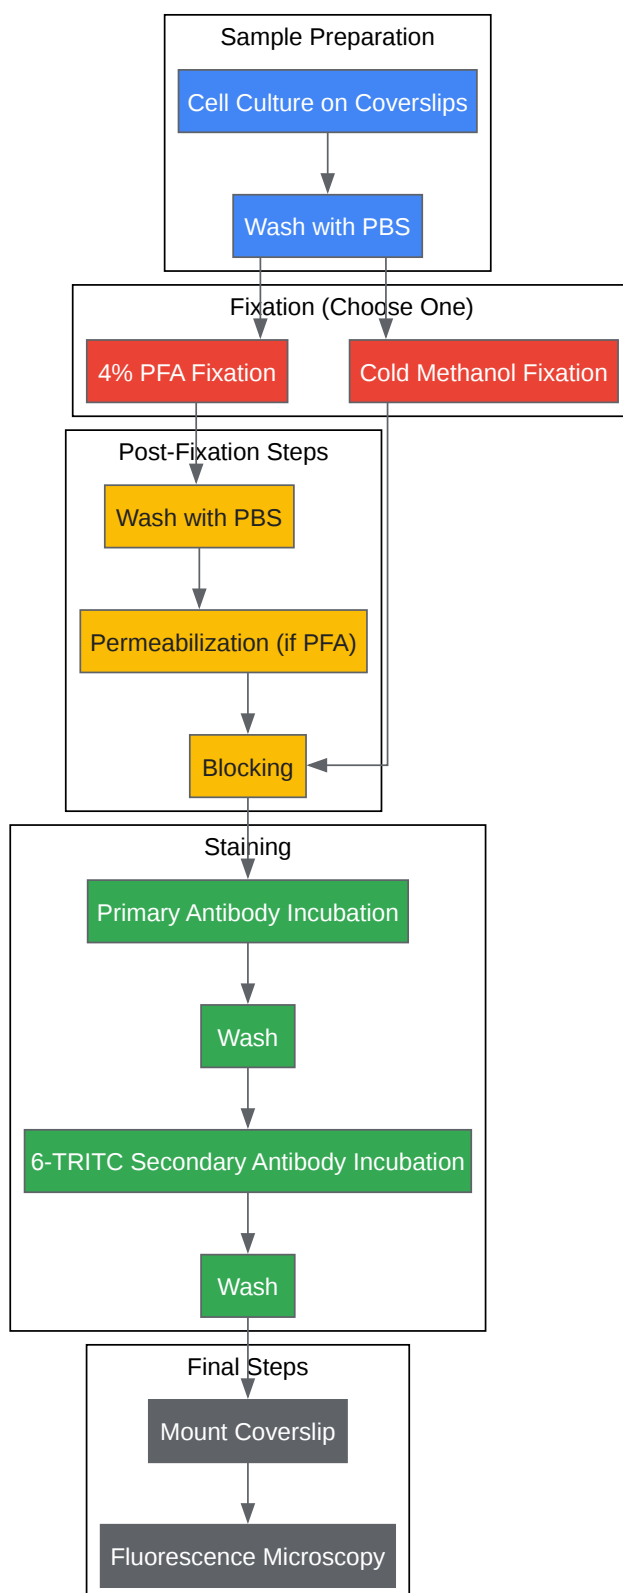 Sample Preparation
Cell Culture on Coverslips
Wash with PBS
Fixation (Choose One)
4% PFA Fixation
Cold Methanol Fixation
Post-Fixation Steps
Wash with PBS
Permeabilization (if PFA)
Blocking
Staining
Primary Antibody Incubation
Wash
6-TRITC Secondary Antibody Incubation
Wash
Final Steps
Mount Coverslip
Fluorescence Microscopy